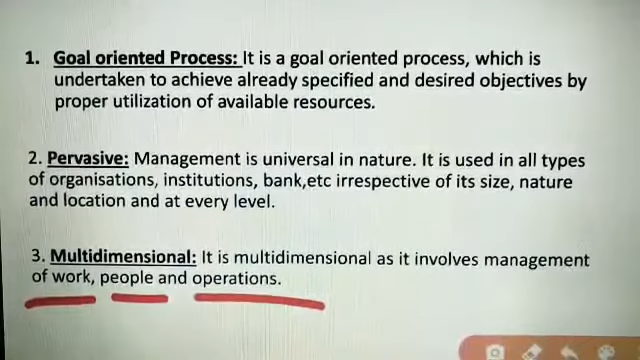 1. Goal oriented Process: It is a goal oriented process, which is
undertaken to achieve already specified and desired objectives by
proper utilization of available resources.
2. Pervasive: Management is universal in nature. It is used in all types
of organisations, institutions, bank,etc irrespective of its size, nature
and location and at every level.
3. Multidimensional: It is multidimensional as it involves management
of work, people and operations.